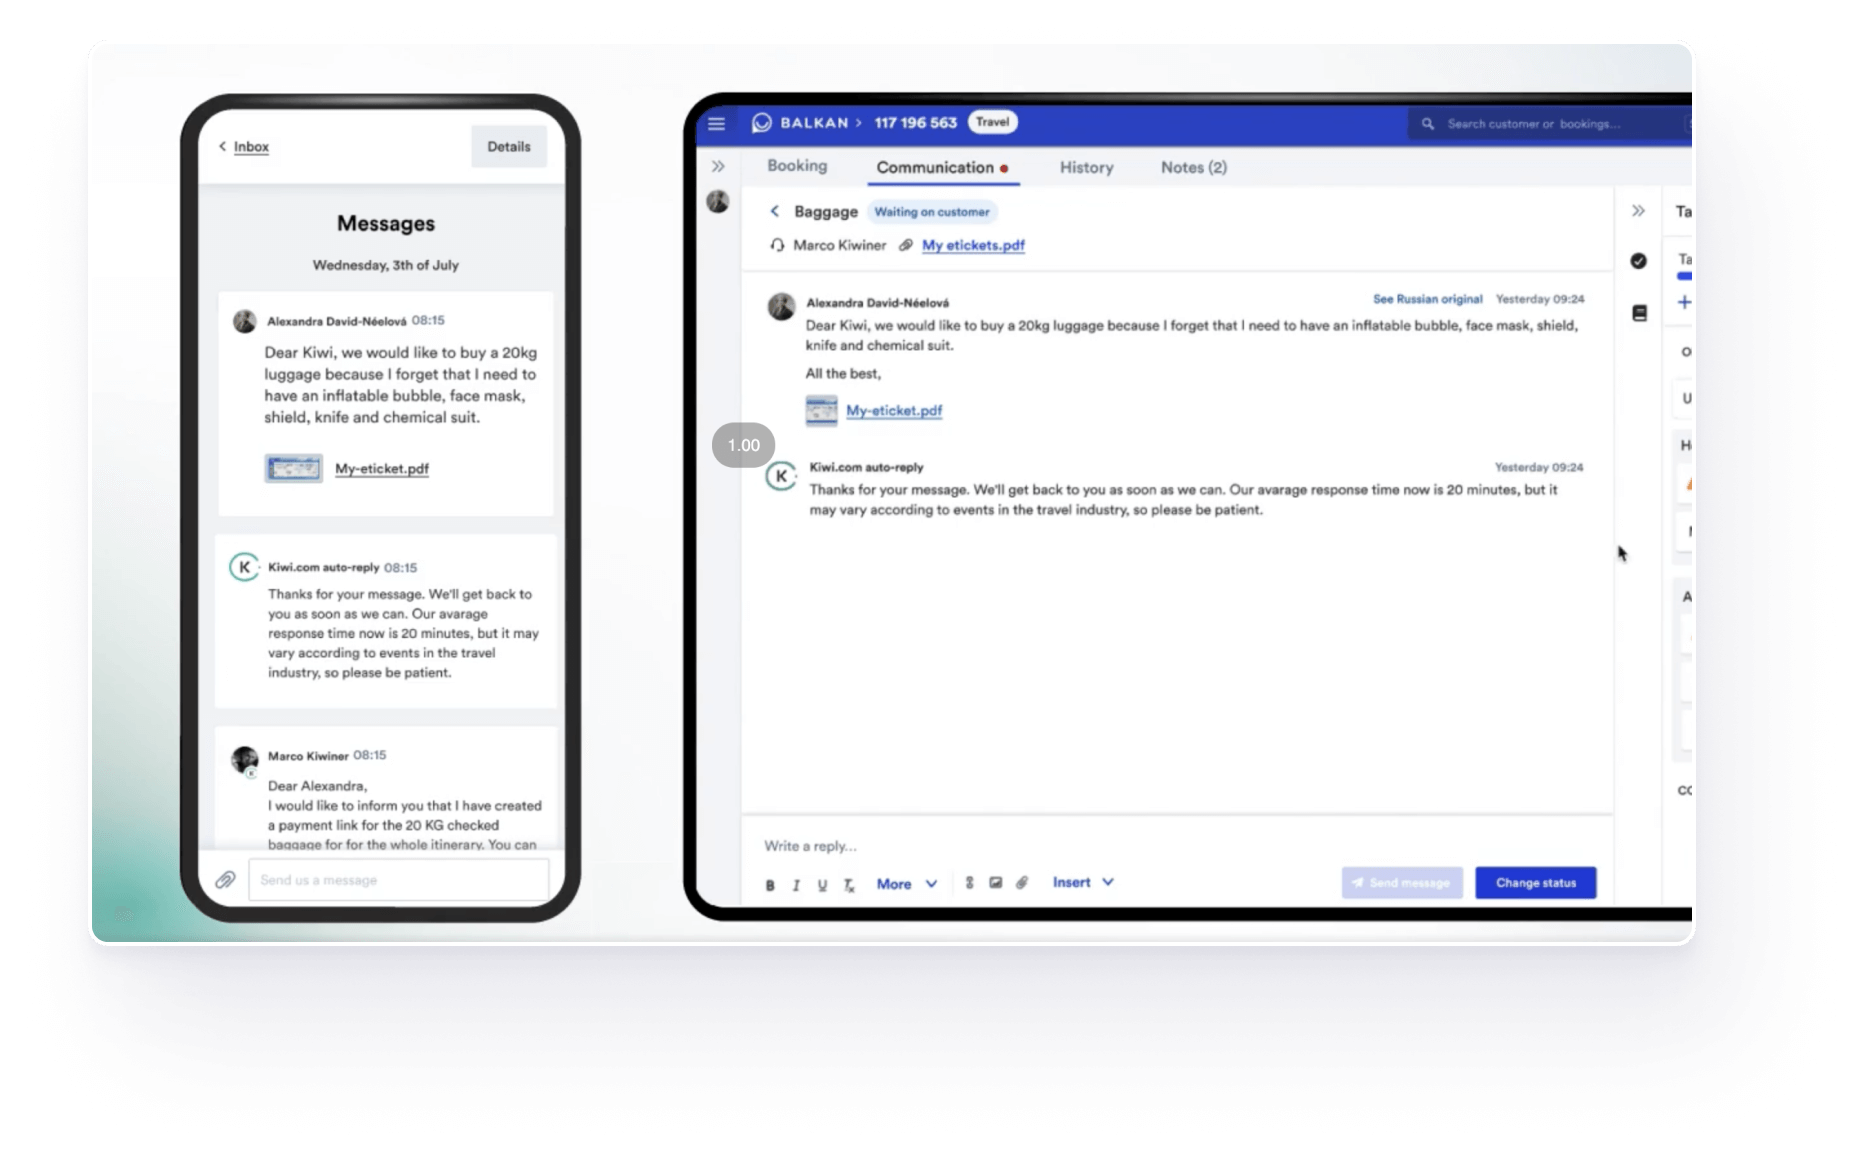 Inbox
Details
Messages
Wednesday, 3th of July
Alexandra David-Néelová 08:15
Dear Kiwi, we would like to buy a 20kg
luggage because I forget that I need to
have an inflatable bubble, face mask,
shield, knife and chemical suit.
My-eticket.pdf
K Kiwi.com auto-reply 08:15
Thanks for your message. We'll get back to
you as soon as we can. Our avarage
response time now is 20 minutes, but it may
vary according to events in the travel
industry, so please be patient.
Marco Kiwiner 08:15
Dear Alexandra,
I would like to inform you that I have created
a payment link for the 20 KG checked
baggage for for the whole itinerary. You can
Send us a message
BALKAN > 117 196 563 Travel
Search customer or bookings...
Booking Communication History Notes (2)
Baggage Waiting on customer
Marco Kiwiner My etickets.pdf
Alexandra David-Néelová See Russian original Yesterday 09:24
Dear Kiwi, we would like to buy a 20kg luggage because I forget that I need to have an inflatable bubble, face mask, shield,
knife and chemical suit.
All the best,
My-eticket.pdf
1.00
K Kiwi.com auto-reply Yesterday 09:24
Thanks for your message. We'll get back to you as soon as we can. Our avarage response time now is 20 minutes, but it
may vary according to events in the travel industry, so please be patient.
Write a reply...
B I U Tx More Insert Send message Change status
Ta
Ta
U
A